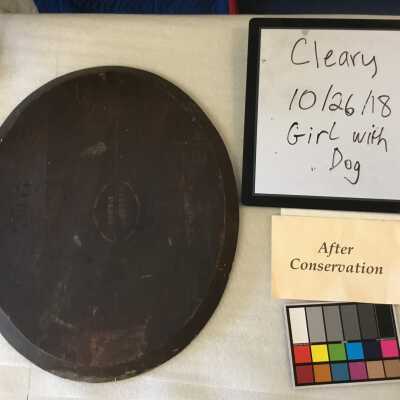 Cleary
10/26/18
Girl with
Dog
After
Conservation